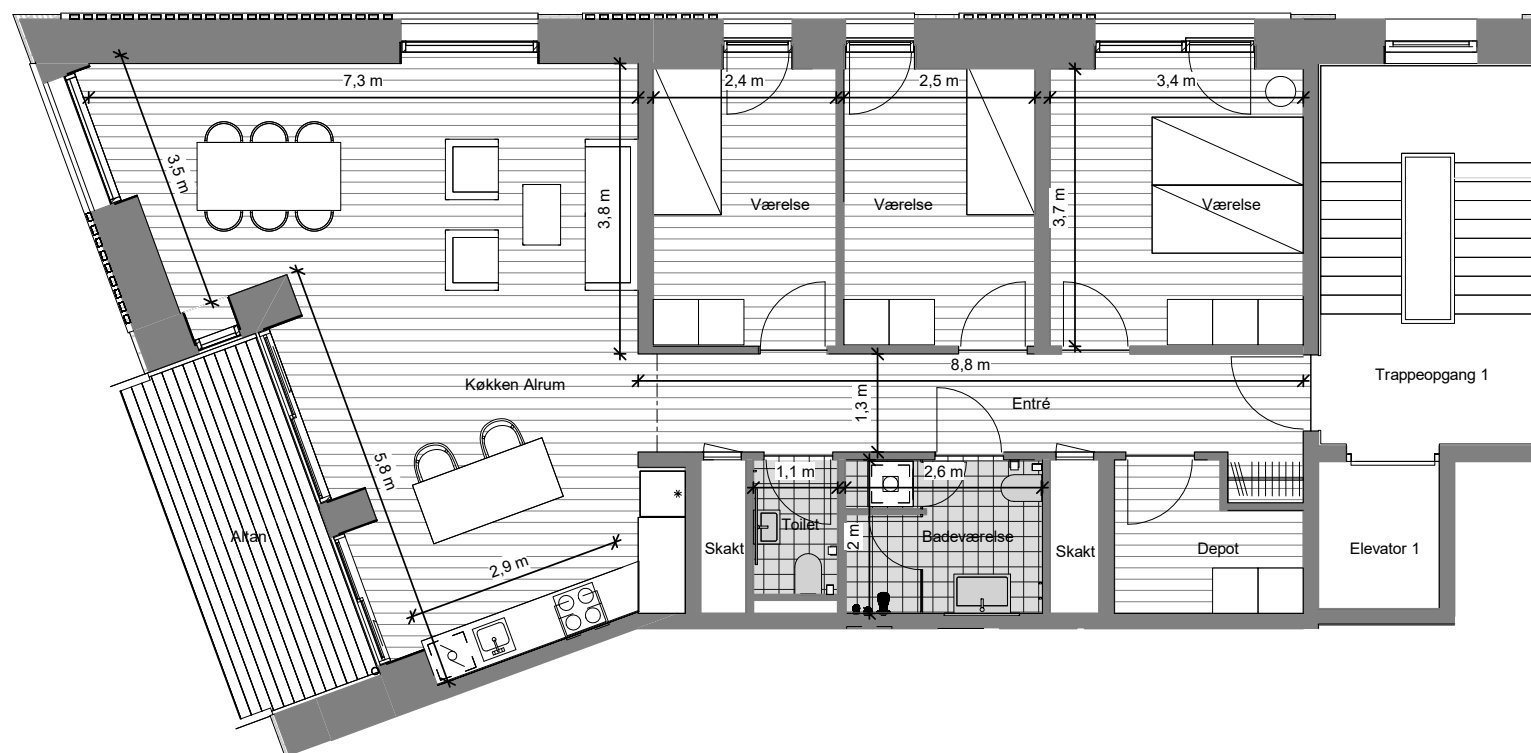 7,3 m
2,4 m
2,5 m
3,4 m
3,5 m
3,8 m
3,7 m
Værelse
Værelse
Værelse
Køkken Alrum
8,8 m
Trappeopgang 1
1,3 m
Entré
5,8 m
1,1 m
2,6 m
Altan
Toilet
2 m
Badeværelse
Skakt
Skakt
Depot
Elevator 1
2,9 m